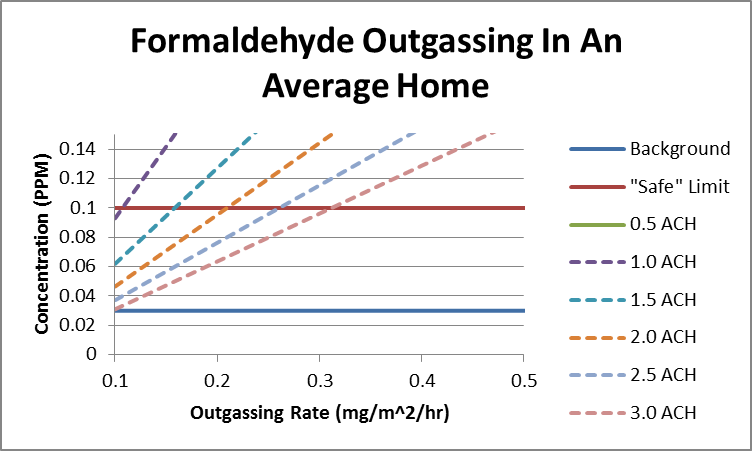 Formaldehyde Outgassing In An
Average Home
Concentration (PPM)
0.14
0.12
0.1
0.08
0.06
0.04
0.02
0
0.1 0.2 0.3 0.4 0.5
Outgassing Rate (mg/m^2/hr)
Background
"Safe" Limit
0.5 ACH
1.0 ACH
1.5 ACH
2.0 ACH
2.5 ACH
3.0 ACH